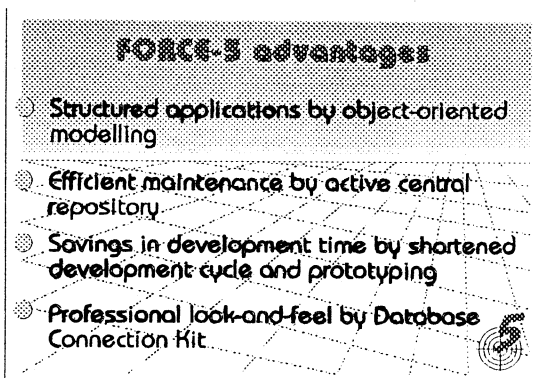 FORCE-5 advantages
Structured applications by object-oriented
modelling
Efficient maintenance by active central
repository
Savings in development time by shortened
development cycle and prototyping
Professional look-and-feel by Database
Connection Kit
5